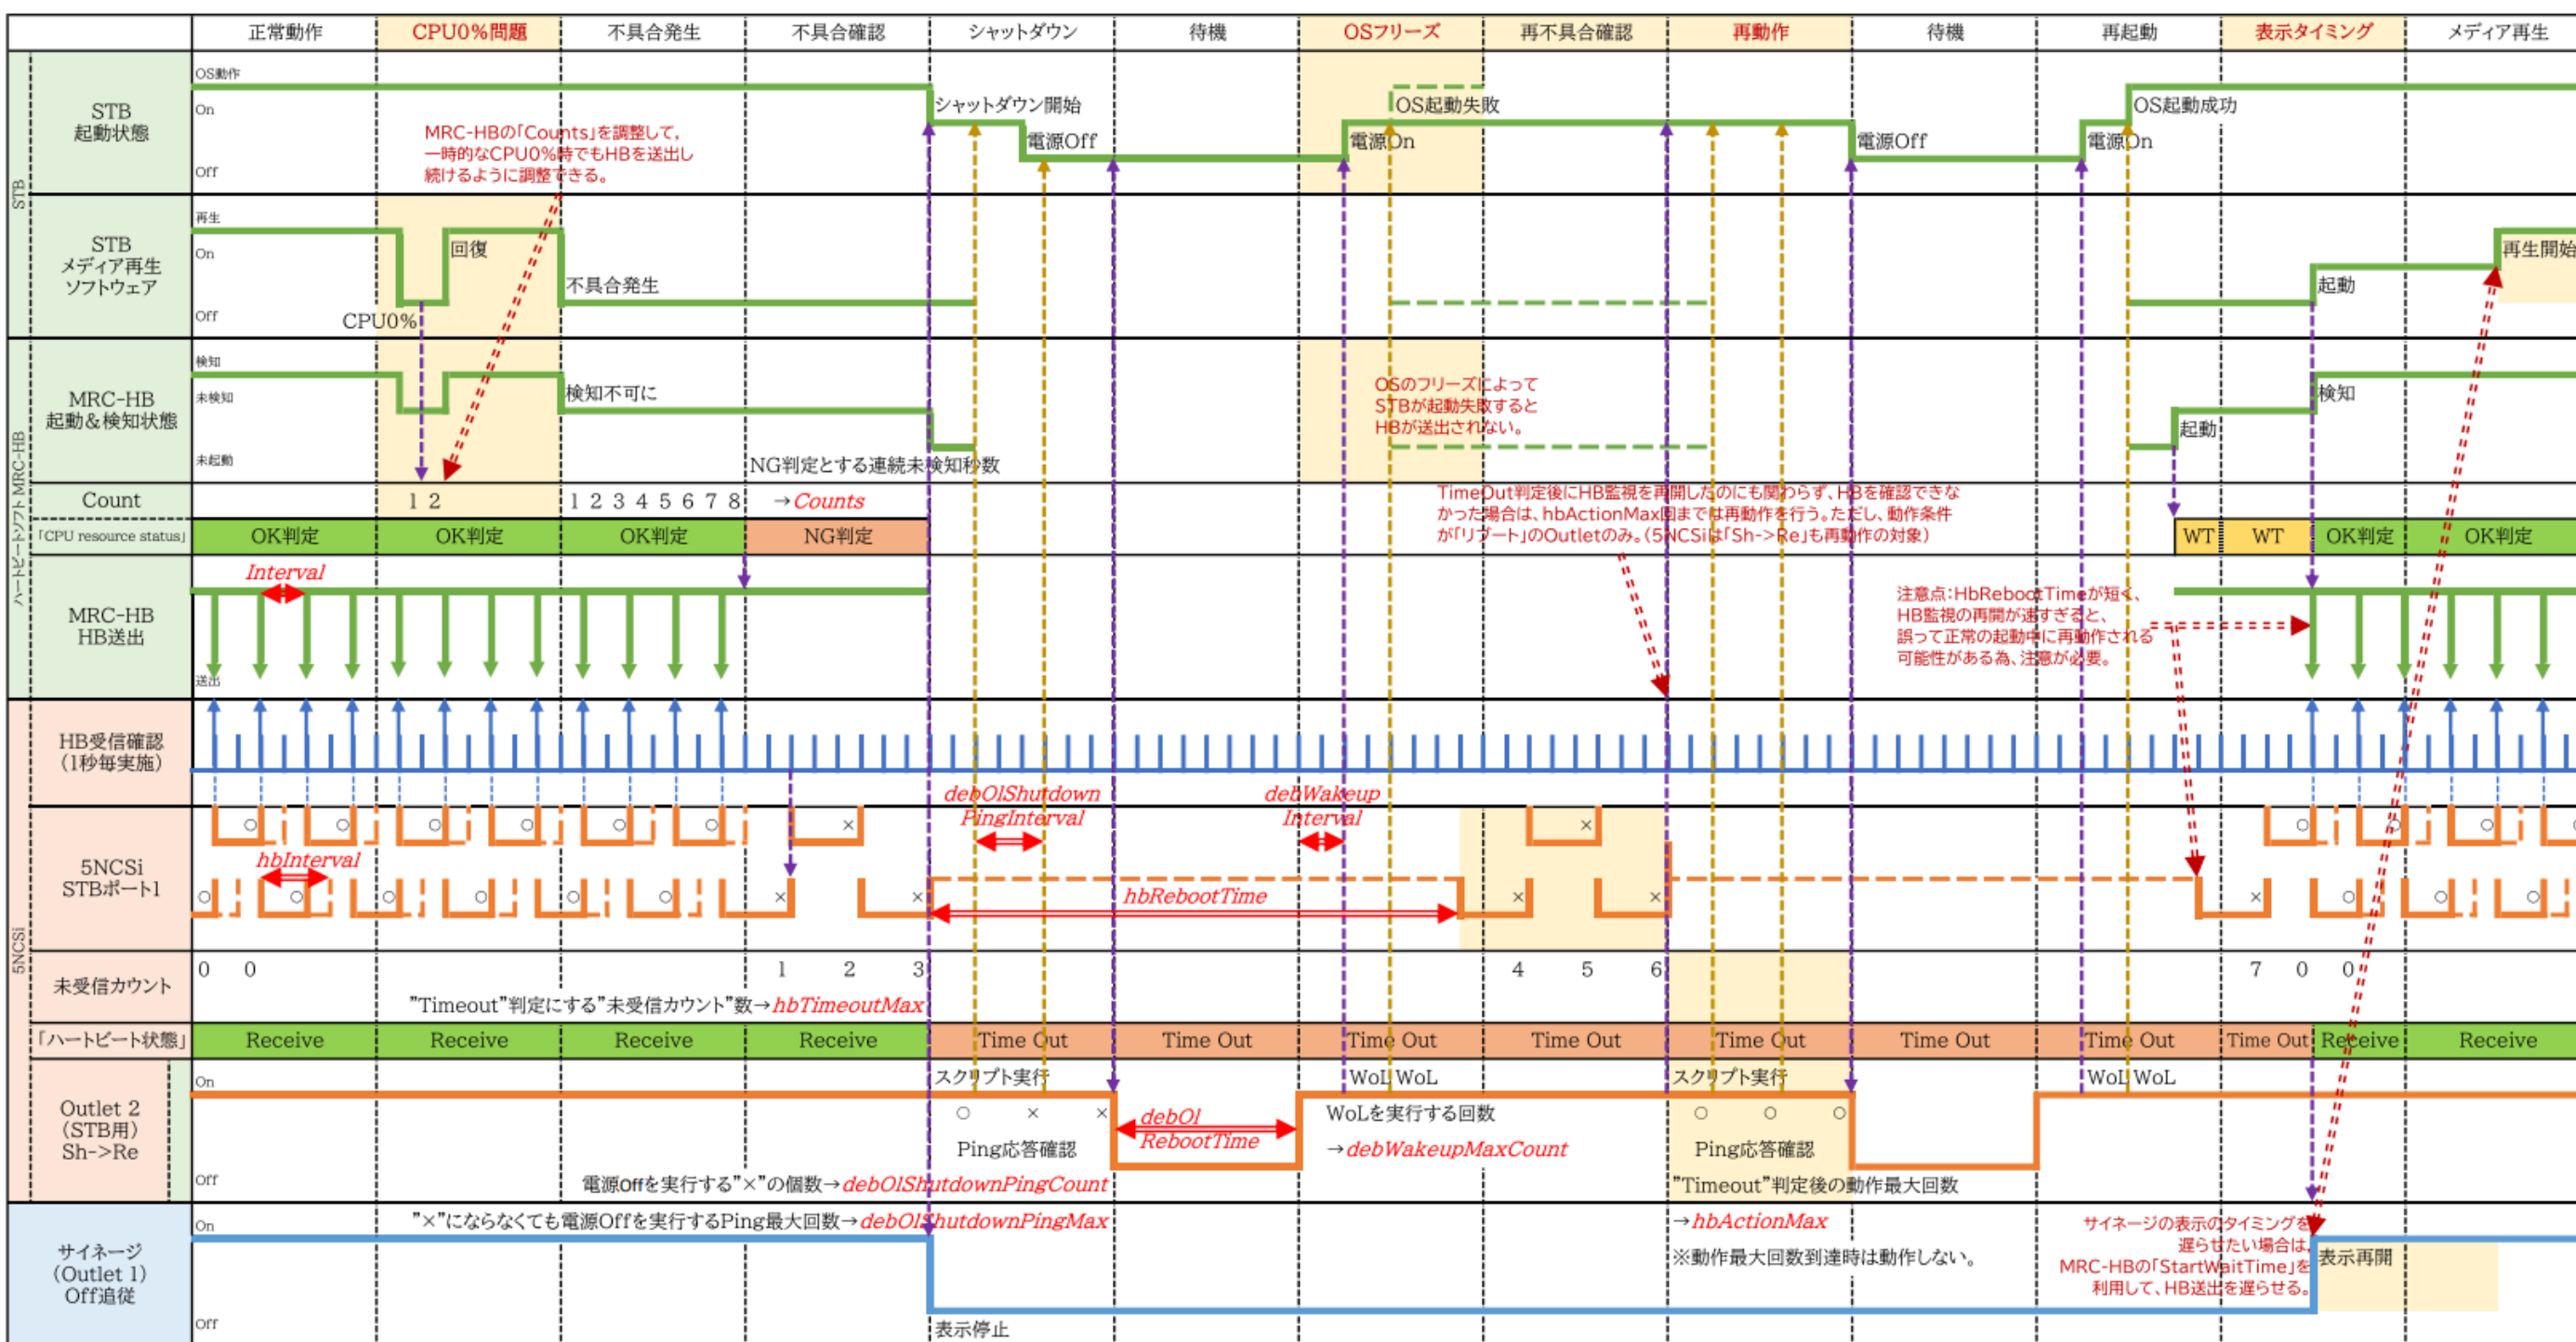 正常動作
CPU0%問題
不具合発生
不具合確認
シャットダウン
待機
OSフリーズ
再不具合確認
再動作
待機
再起動
表示タイミング
メディア再生
STB
STB
起動状態
OS動作
On
Off
シャットダウン開始
電源Off
OS起動失敗
電源On
電源Off
OS起動成功
電源On
MRC-HBの「Counts」を調整して、
一時的なCPU0%時でもHBを送出し
続けるように調整できる。
STB
メディア再生
ソフトウェア
再生
On
Off
回復
CPU0%
不具合発生
起動
再生開始
ハートビートソフト MRC-HB
MRC-HB
起動&検知状態
検知
未検知
未起動
検知不可に
NG判定とする連続未検知秒数
OSのフリーズによって
STBが起動失敗すると
HBが送出されない。
起動
検知
Count
1 2
1 2 3 4 5 6 7 8
→Counts
TimeOut判定後にHB監視を再開したのにも関わらず、HBを確認できな
かった場合は、hbActionMax回までは再動作を行う。ただし、動作条件
が「リブート」のOutletのみ。(5NCSiは「Sh->Re」も再動作の対象)
「CPU resource status」
OK判定
OK判定
OK判定
NG判定
WT
WT
OK判定
OK判定
MRC-HB
HB送出
Interval
送出
注意点:HbRebootTimeが短く、
HB監視の再開が速すぎると、
誤って正常の起動中に再動作される
可能性がある為、注意が必要。
5NCSi
HB受信確認
(1秒毎実施)
5NCSi
STBポート1
○ ○ ○ ○ ○ ○ × × ○ ○ ○ ○
hbInterval
debOlShutdown
PingInterval
debWakeup
Interval
○ ○ ○ ○ ○ ○ × × × × × ○ ○ ○
hbRebootTime
未受信カウント
0 0 1 2 3 4 5 6 7 0 0
"Timeout"判定にする"未受信カウント"数→hbTimeoutMax
「ハートビート状態」
Receive
Receive
Receive
Receive
Time Out
Time Out
Time Out
Time Out
Time Out
Time Out
Time Out
Time Out
Receive
Receive
Outlet 2
(STB用)
Sh->Re
On
Off
スクリプト実行
○ × ×
Ping応答確認
debOl
RebootTime
WoL WoL
WoLを実行する回数
→debWakeupMaxCount
スクリプト実行
○ ○ ○
Ping応答確認
WoL WoL
電源Offを実行する"×"の個数→debOlShutdownPingCount
"Timeout"判定後の動作最大回数
→hbActionMax
※動作最大回数到達時は動作しない。
サイネージ
(Outlet 1)
Off追従
On
Off
"×"にならなくても電源Offを実行するPing最大回数→debOlShutdownPingMax
表示停止
サイネージの表示のタイミングを
遅らせたい場合は、
MRC-HBの「StartWaitTime」を
利用して、HB送出を遅らせる。
表示再開